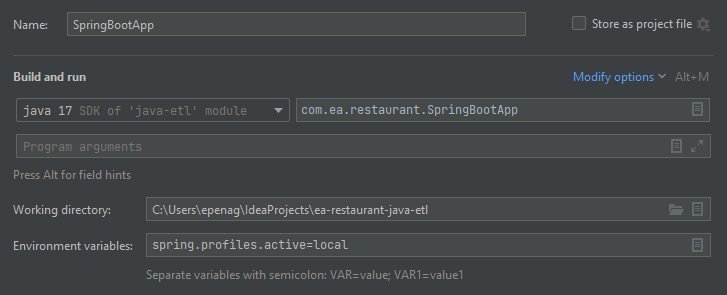 Name: SpringBootApp Store as project file
Build and run Modify options Alt+M
java 17 SDK of 'java-etl' module com.ea.restaurant.SpringBootApp
Program arguments
Press Alt for field hints
Working directory: C:\Users\epenag\IdeaProjects\ea-restaurant-java-etl
Environment variables: spring.profiles.active=local
Separate variables with semicolon: VAR=value; VAR1=value1